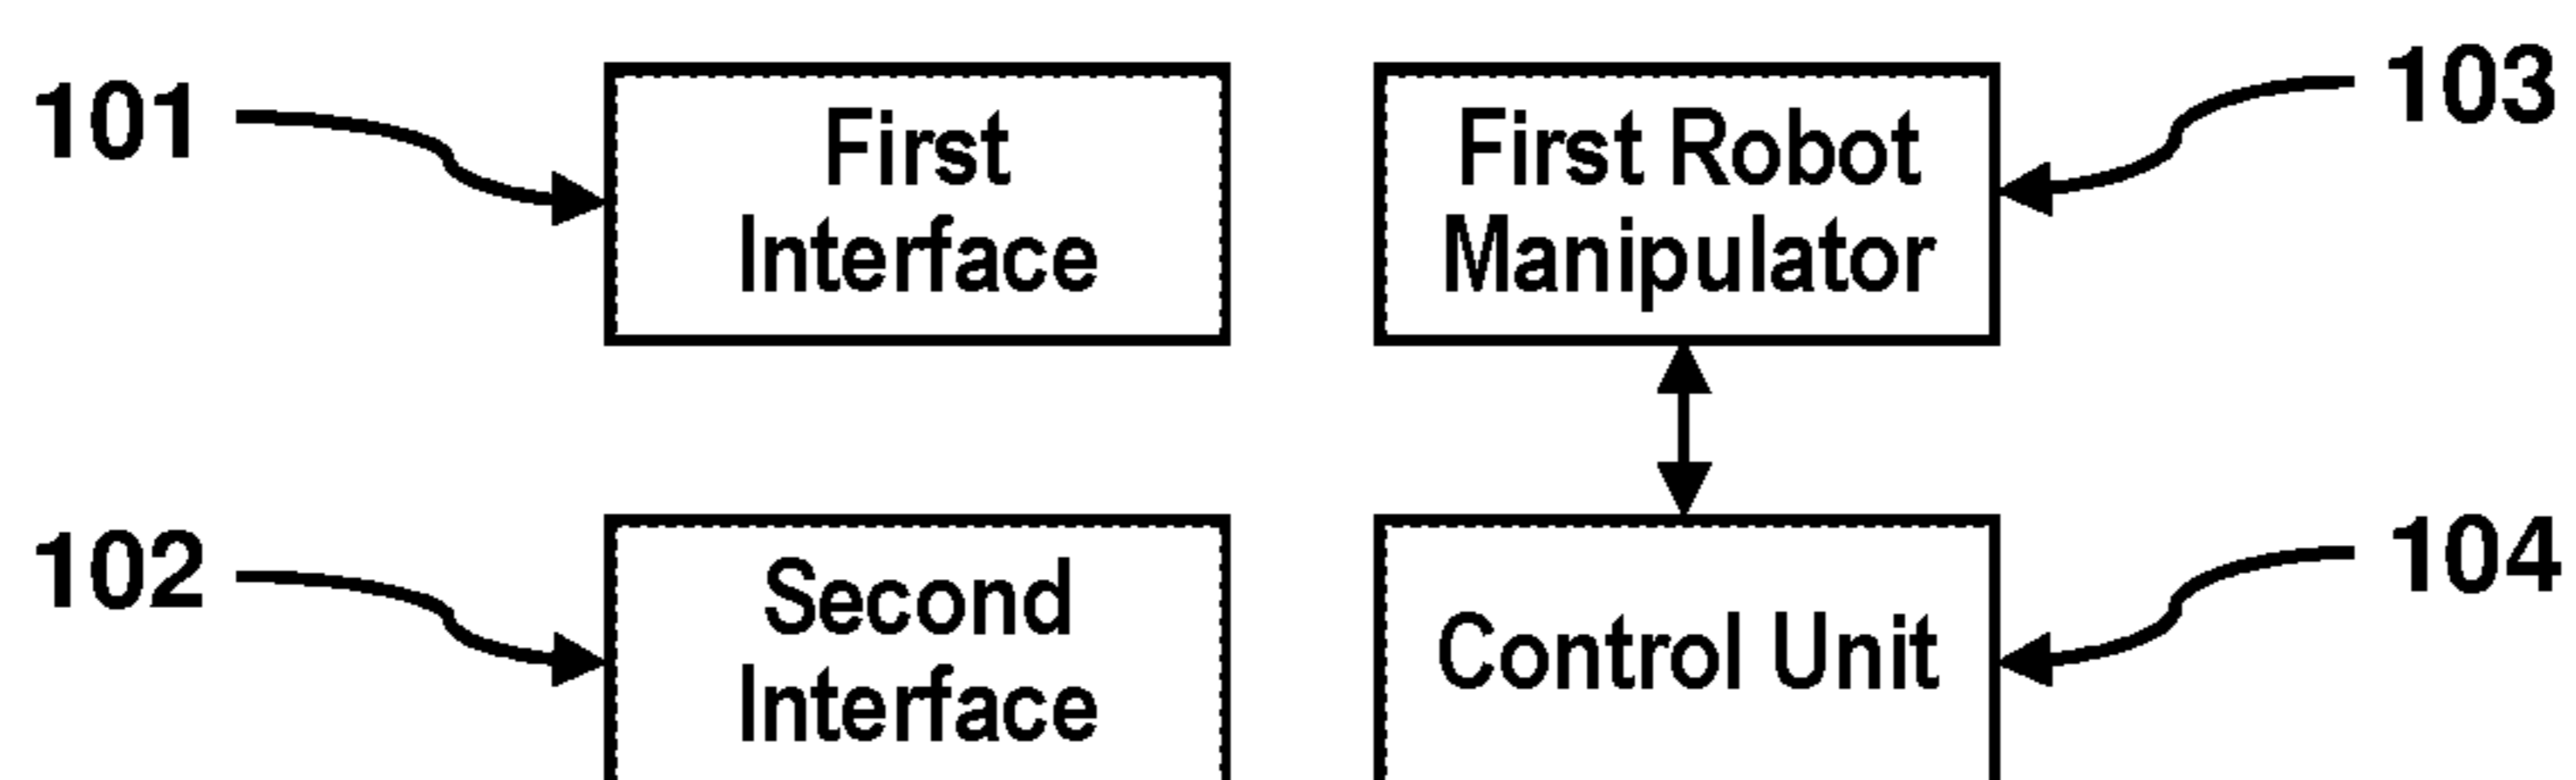 101
First
Interface
First Robot
Manipulator
103
102
Second
Interface
Control Unit
104